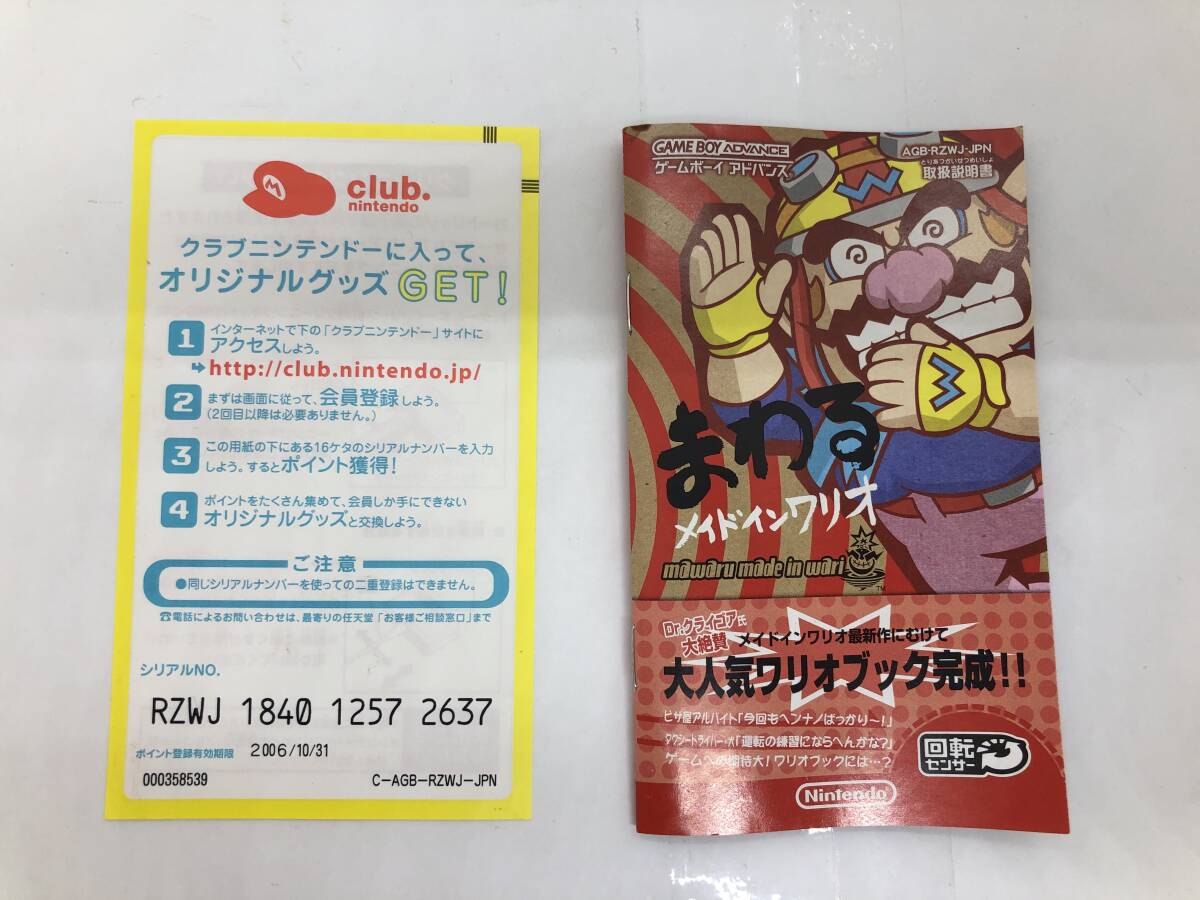 club.
nintendo
クラブニンテンドーに入って、
オリジナルグッズ GET!
1 インターネットで下の「クラブニンテンドー」サイトに
アクセスしよう。
http://club.nintendo.jp/
2 まずは画面に従って、会員登録しよう。
(2回目以降は必要ありません。)
3 この用紙の下にある16ケタのシリアルナンバーを入力
しよう。するとポイント獲得!
4 ポイントをたくさん集めて、会員しか手にできない
オリジナルグッズと交換しよう。
ご注意
●同じシリアルナンバーを使っての二重登録はできません。
☎電話によるお問い合わせは、最寄りの任天堂「お客様ご相談窓口」まで
シリアルNO.
RZWJ 1840 1257 2637
ポイント登録有効期限 2006/10/31
000358539 C-AGB-RZWJ-JPN
GAME BOY ADVANCE
ゲームボーイ アドバンス
AGB-RZWJ-JPN
とりあつかいせつめいしょ
取扱説明書
W
W
まわる
メイドインワリオ
mawaru made in wario
TM
Dr.クライゴア氏
大絶賛
メイドインワリオ最新作にむけて
大人気ワリオブック完成!!
ピザ屋アルバイト「今回もヘンナノばっかり〜!」
タクシードライバー・犬「運転の練習にならへんかな?」
ゲームへの期待大!ワリオブックには…?
回転
センサー
Nintendo